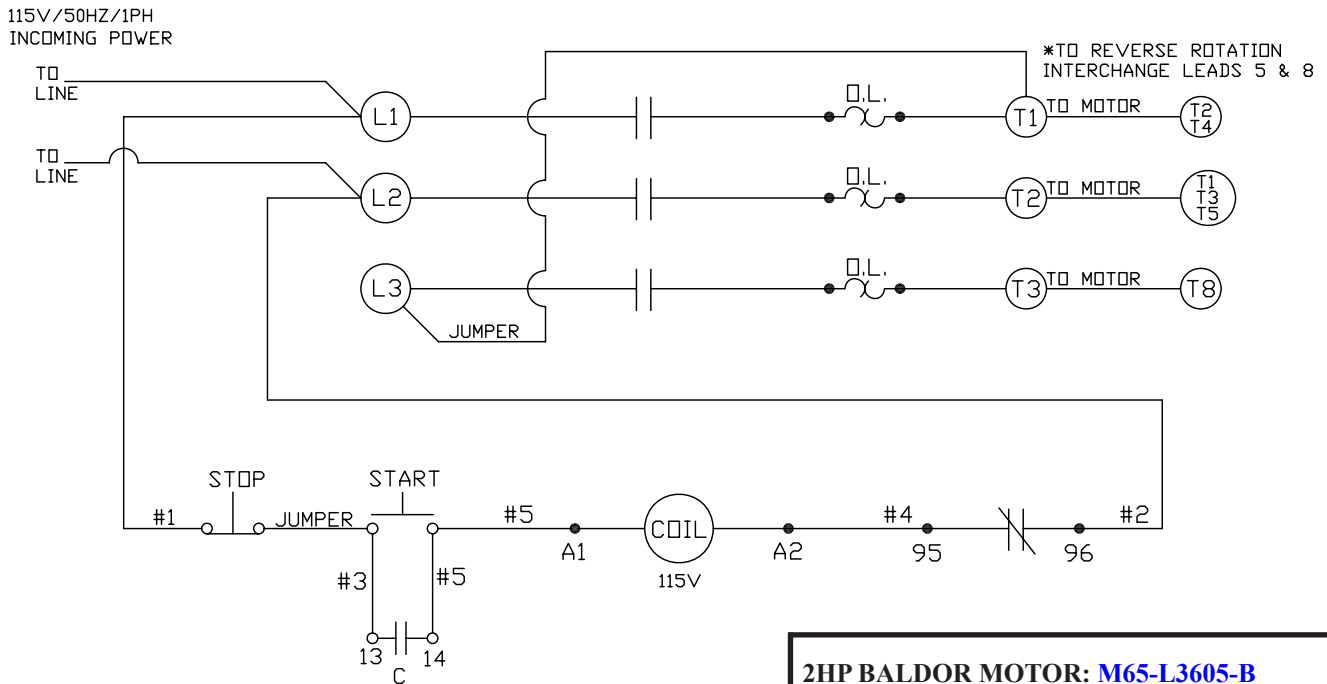 115V/50HZ/1PH
INCOMING POWER
TO
LINE
*TO REVERSE ROTATION
INTERCHANGE LEADS 5 & 8
L1
O.L.
T1
TO MOTOR
T2
T4
TO
LINE
L2
O.L.
T2
TO MOTOR
T1
T3
T5
L3
O.L.
T3
TO MOTOR
T8
JUMPER
STOP
START
#1
JUMPER
#5
A1
COIL
115V
A2
#4
95
96
#2
#3
#5
13
14
C
2HP BALDOR MOTOR: M65-L3605-B